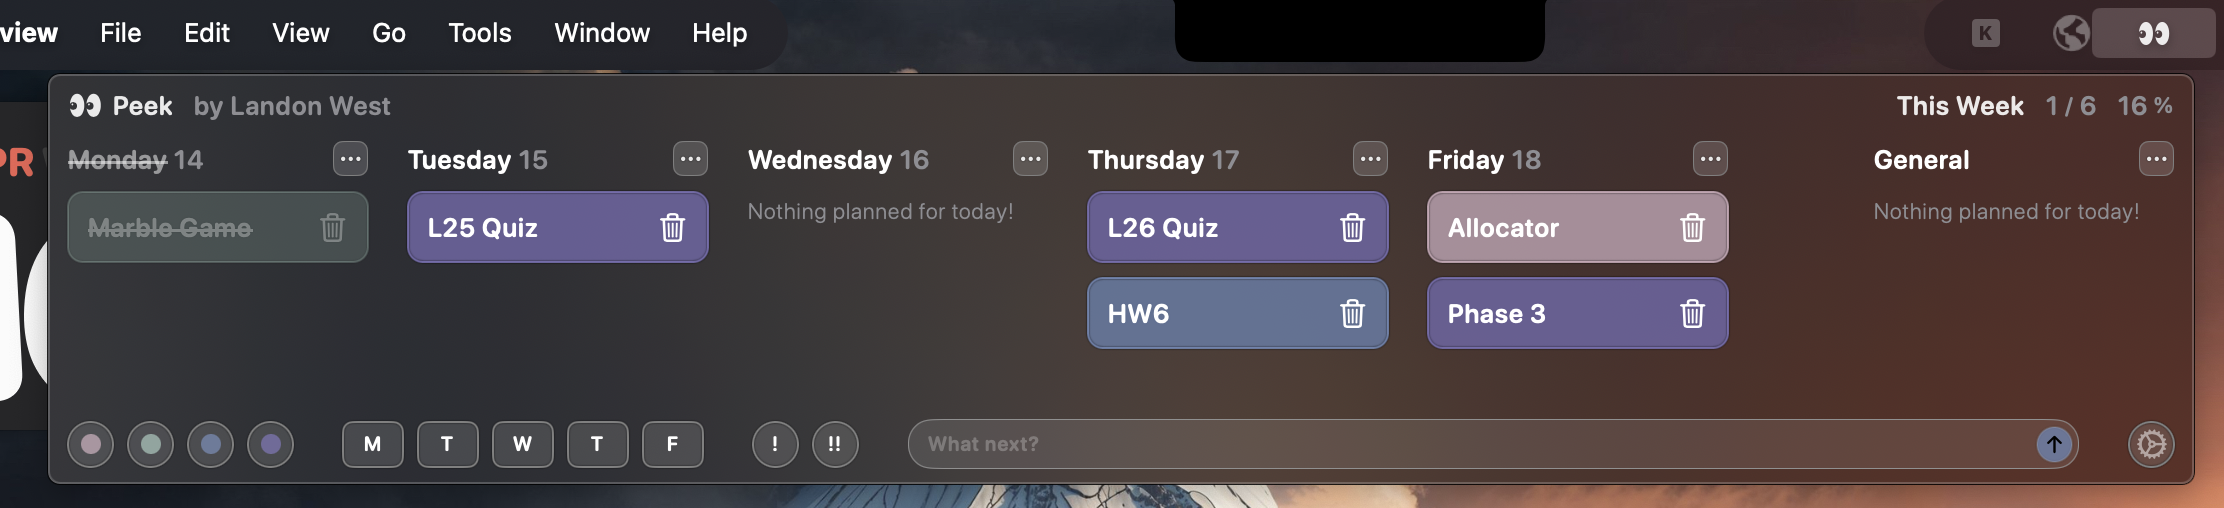 view File Edit View Go Tools Window Help K
👀 Peek by Landon West This Week 1 / 6 16 %
PR
Monday 14 ... Tuesday 15 ... Wednesday 16 ... Thursday 17 ... Friday 18 ... General ...
Marble Game L25 Quiz Nothing planned for today! L26 Quiz Allocator Nothing planned for today!
HW6 Phase 3
M T W T F ! !! What next?